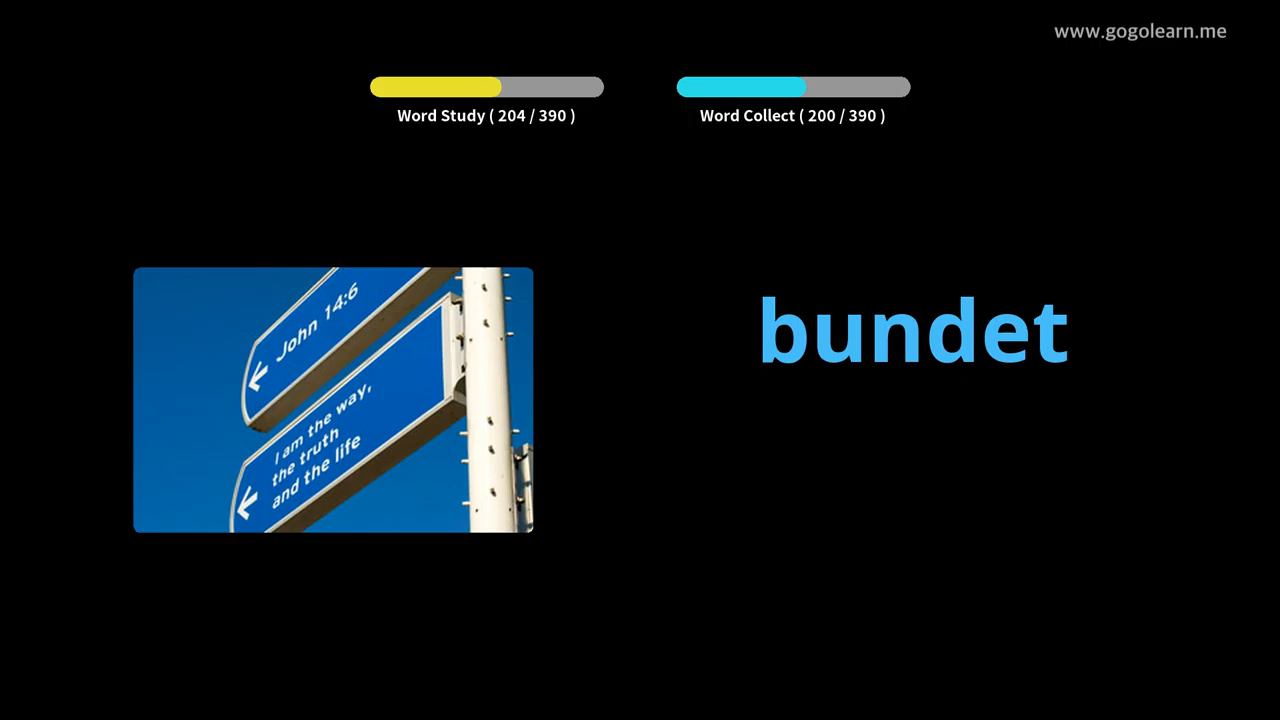 www.gogolearn.me
Word Study ( 204 / 390 )
Word Collect ( 200 / 390 )
John 14:6
I am the way,
the truth
and the life
bundet